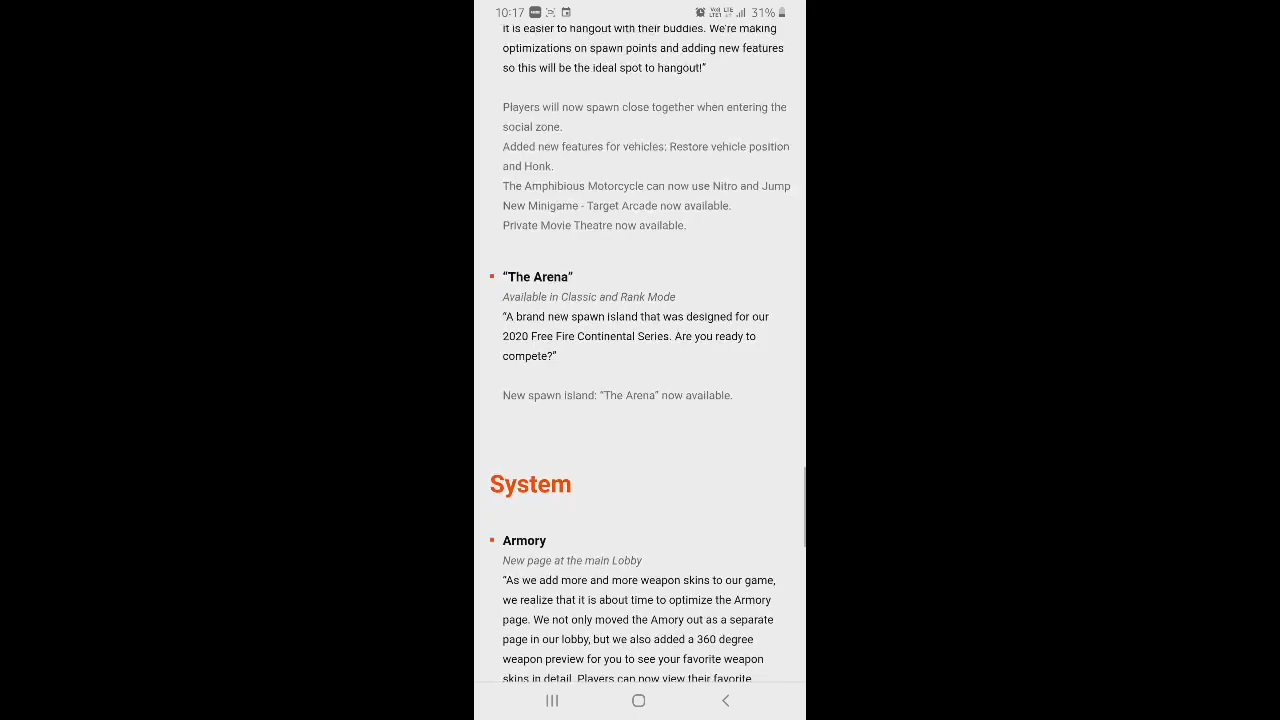 10:17
LTE
LTE1
31%
it is easier to hangout with their buddies. We're making
optimizations on spawn points and adding new features
so this will be the ideal spot to hangout!”
Players will now spawn close together when entering the
social zone.
Added new features for vehicles: Restore vehicle position
and Honk.
The Amphibious Motorcycle can now use Nitro and Jump
New Minigame - Target Arcade now available.
Private Movie Theatre now available.
“The Arena”
Available in Classic and Rank Mode
“A brand new spawn island that was designed for our
2020 Free Fire Continental Series. Are you ready to
compete?”
New spawn island: “The Arena” now available.
System
Armory
New page at the main Lobby
“As we add more and more weapon skins to our game,
we realize that it is about time to optimize the Armory
page. We not only moved the Amory out as a separate
page in our lobby, but we also added a 360 degree
weapon preview for you to see your favorite weapon
skins in detail. Players can now view their favorite